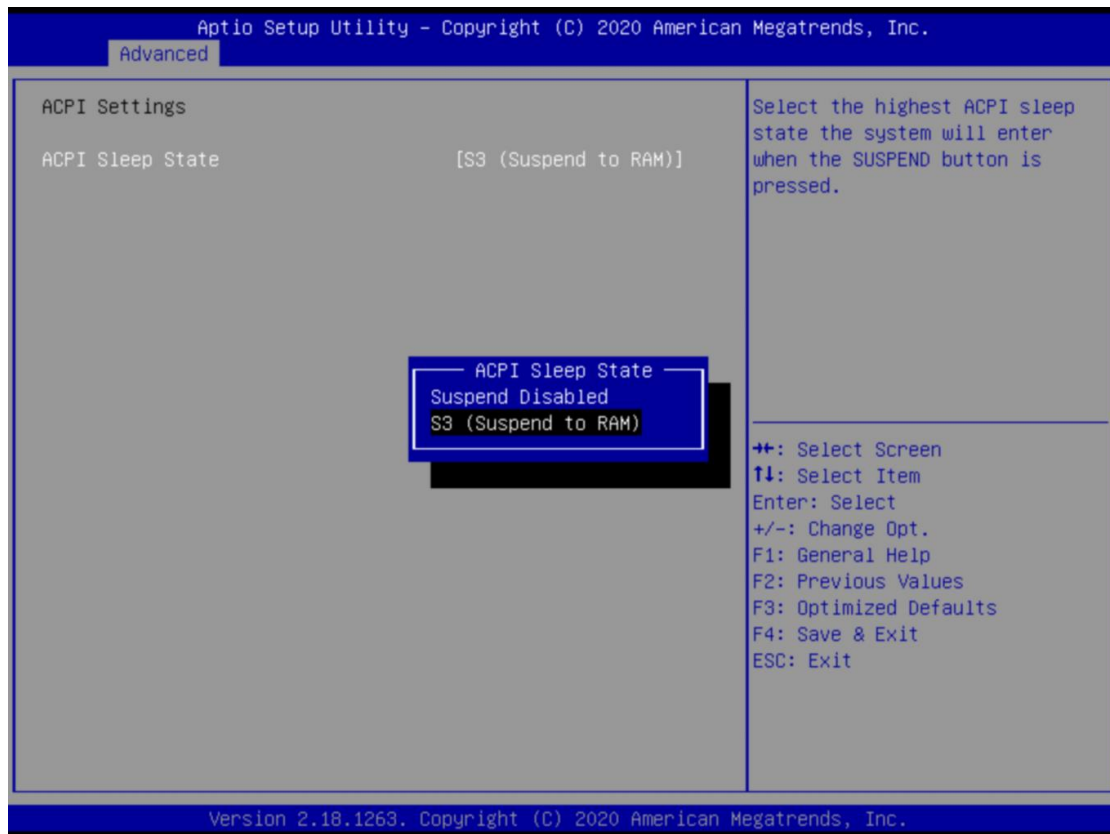 Aptio Setup Utility – Copyright (C) 2020 American Megatrends, Inc.
Advanced
ACPI Settings
ACPI Sleep State [S3 (Suspend to RAM)]
Select the highest ACPI sleep
state the system will enter
when the SUSPEND button is
pressed.
ACPI Sleep State
Suspend Disabled
S3 (Suspend to RAM)
→←: Select Screen
↑↓: Select Item
Enter: Select
+/-: Change Opt.
F1: General Help
F2: Previous Values
F3: Optimized Defaults
F4: Save & Exit
ESC: Exit
Version 2.18.1263. Copyright (C) 2020 American Megatrends, Inc.